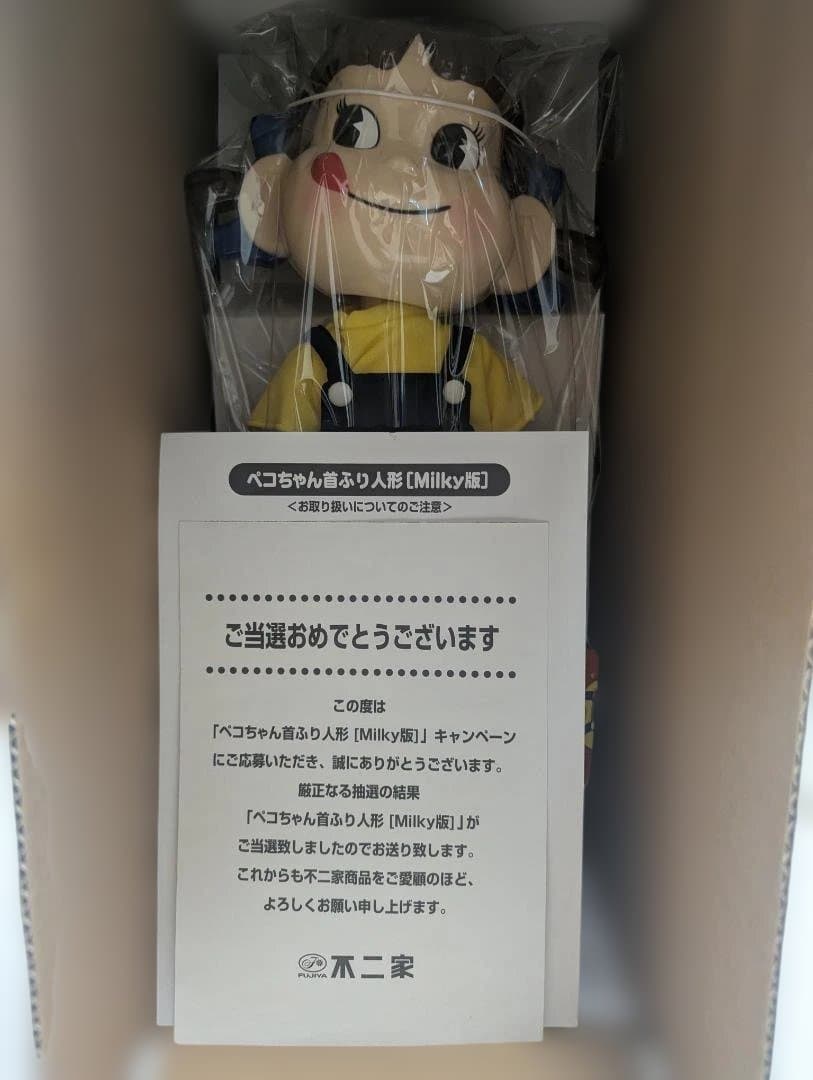 ペコちゃん首ふり人形[Milky版]
＜お取り扱いについてのご注意＞
ご当選おめでとうございます
この度は
「ペコちゃん首ふり人形 [Milky版]」キャンペーン
にご応募いただき、誠にありがとうございます。
厳正なる抽選の結果
「ペコちゃん首ふり人形 [Milky版]」が
ご当選致しましたのでお送り致します。
これからも不二家商品をご愛顧のほど、
よろしくお願い申し上げます。
F FUJIYA 不二家